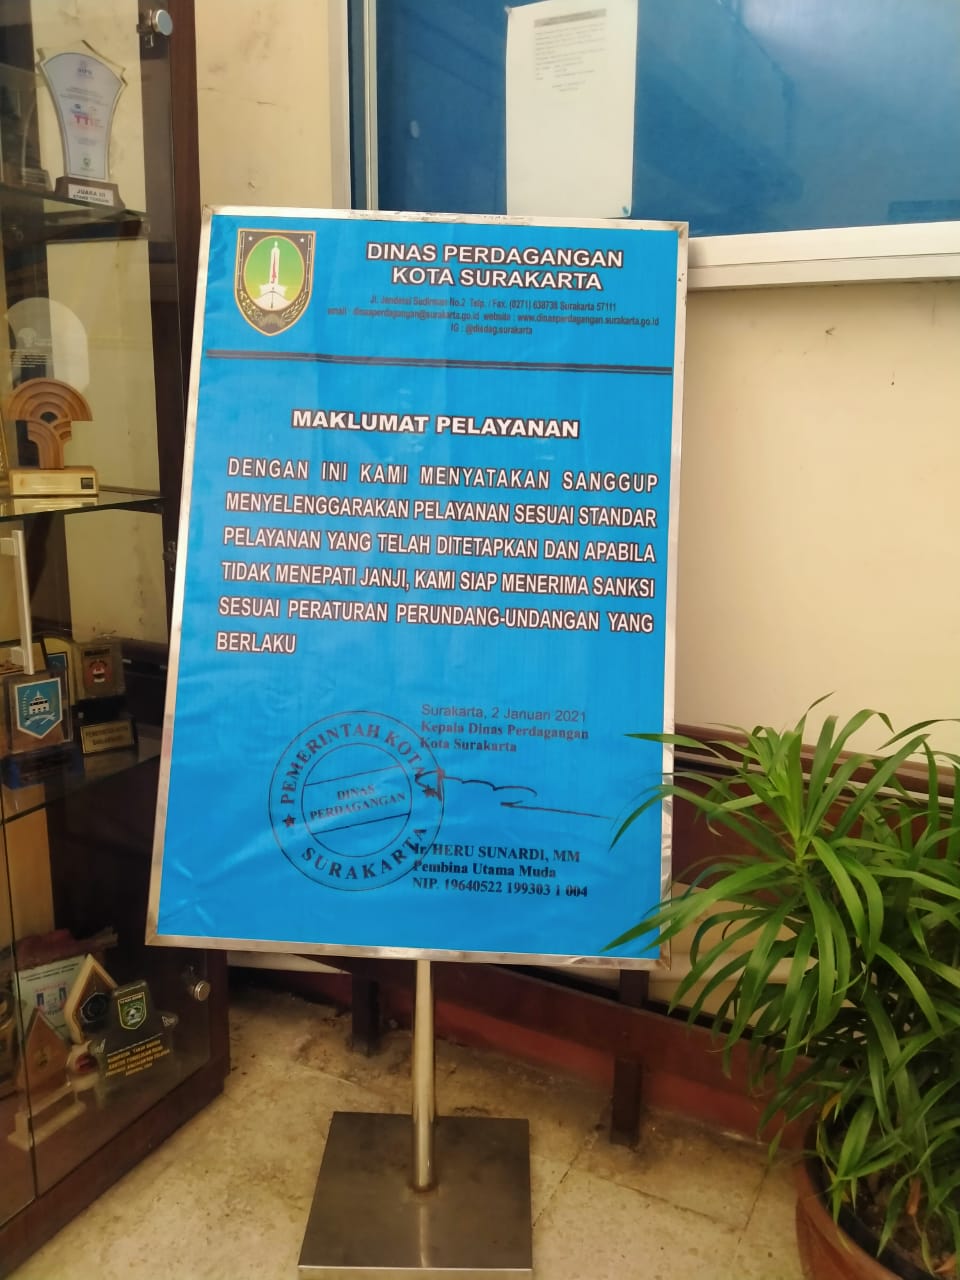 DINAS PERDAGANGAN
KOTA SURAKARTA
Jl. Jenderal Sudirman No.2 Telp. / Fax. (0271) 638738 Surakarta 57111
email : dinasperdagangan@surakarta.go.id website : www.dinasperdagangan.surakarta.go.id
IG : @disdag.surakarta
MAKLUMAT PELAYANAN
DENGAN INI KAMI MENYATAKAN SANGGUP
MENYELENGGARAKAN PELAYANAN SESUAI STANDAR
PELAYANAN YANG TELAH DITETAPKAN DAN APABILA
TIDAK MENEPATI JANJI, KAMI SIAP MENERIMA SANKSI
SESUAI PERATURAN PERUNDANG-UNDANGAN YANG
BERLAKU
Surakarta, 2 Januari 2021
Kepala Dinas Perdagangan
Kota Surakarta
PEMERINTAH KOTA
DINAS
PERDAGANGAN
SURAKARTA
Ir. HERU SUNARDI, MM
Pembina Utama Muda
NIP. 19640522 199303 1 004
JUARA III